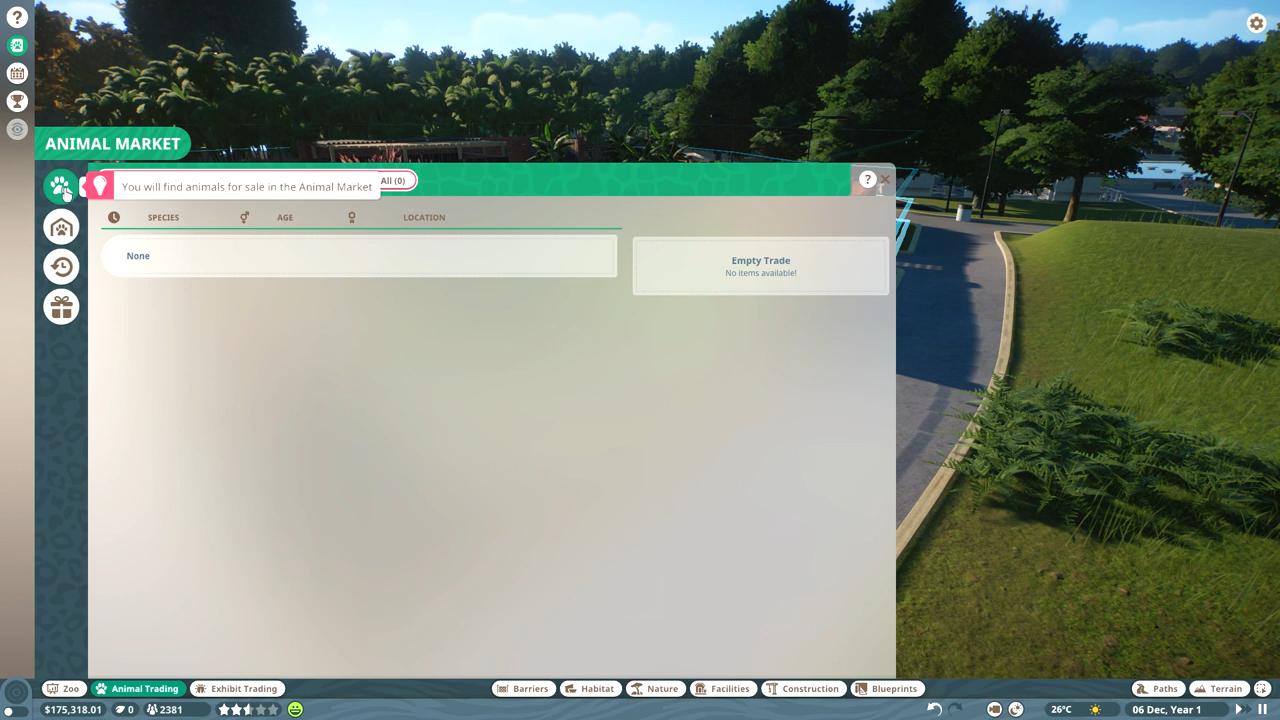 ANIMAL MARKET
You will find animals for sale in the Animal Market
All (0)
?
SPECIES AGE LOCATION
None
Empty Trade
No items available!
Zoo Animal Trading Exhibit Trading Barriers Habitat Nature Facilities Construction Blueprints Paths Terrain
$175,318.01 0 2381 26°C 06 Dec, Year 1